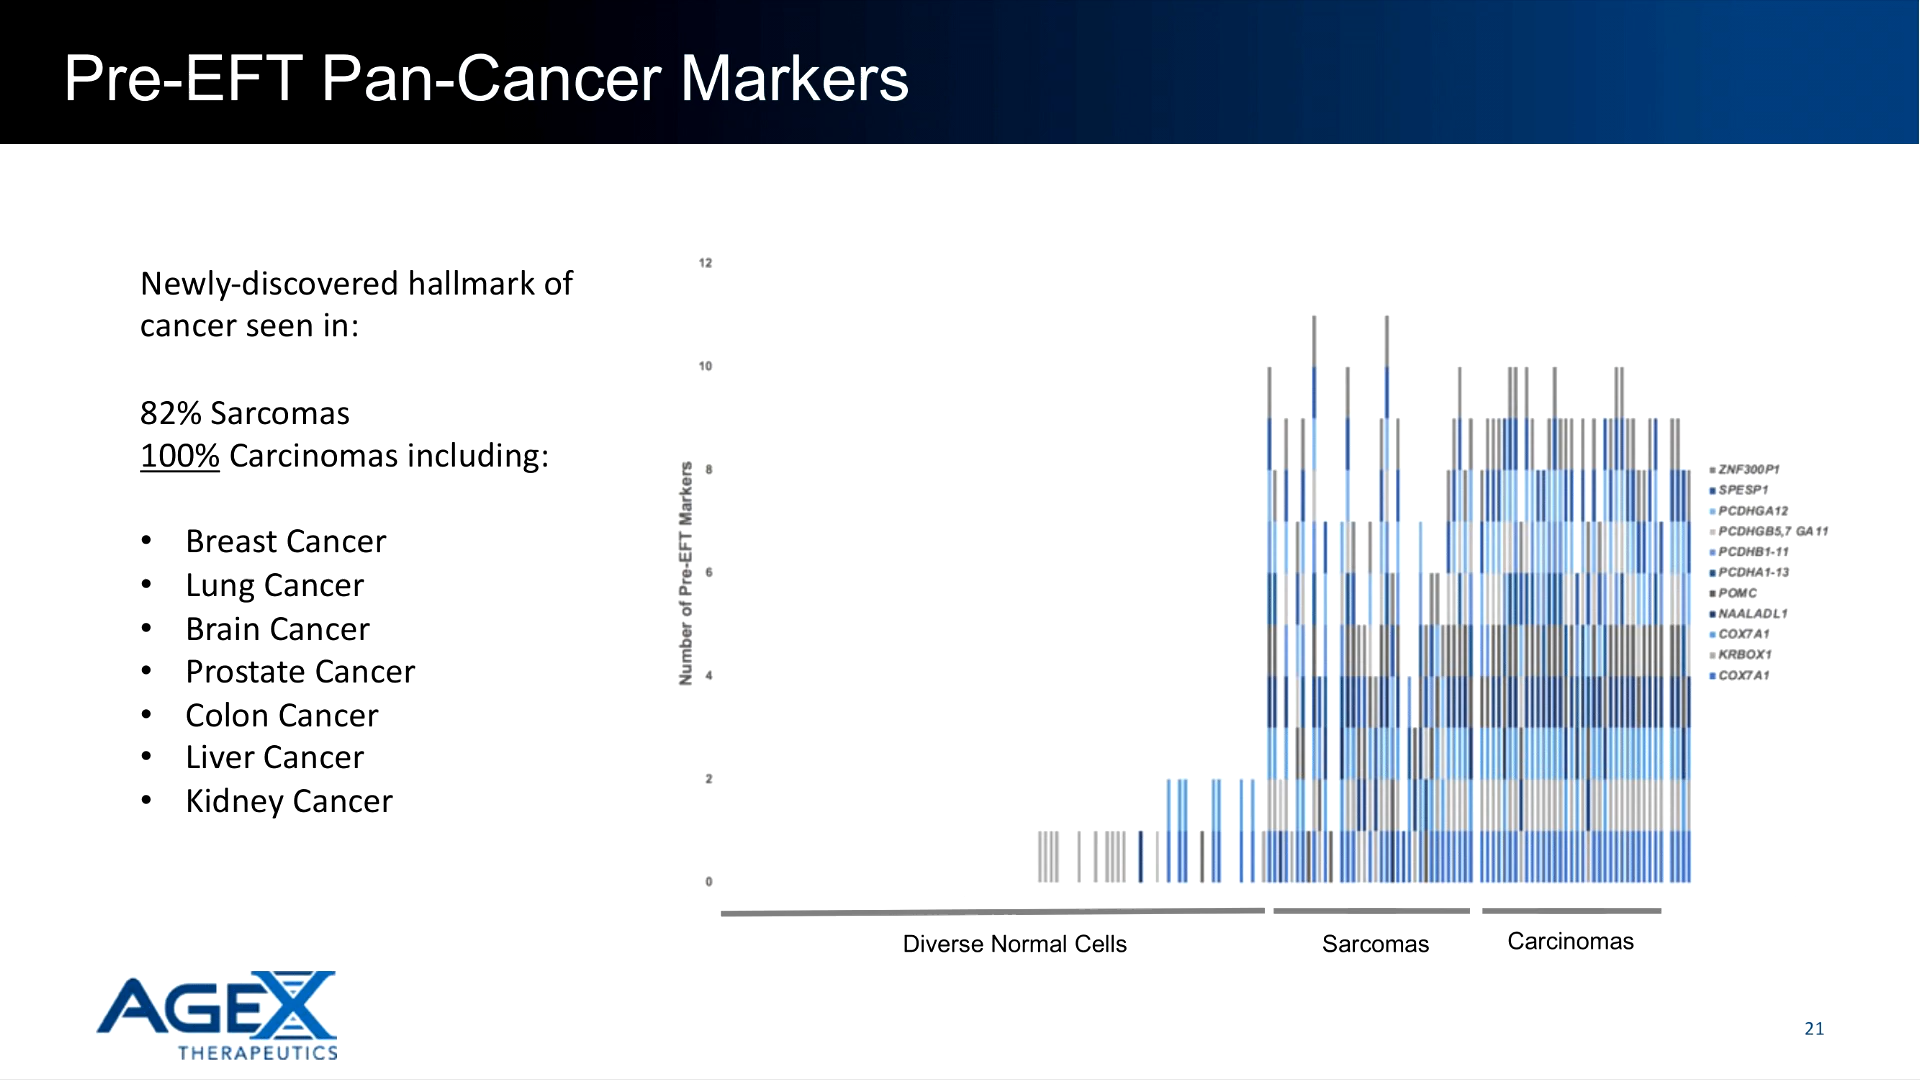 Pre-EFT Pan-Cancer Markers
Newly-discovered hallmark of
cancer seen in:
82% Sarcomas
100% Carcinomas including:
• Breast Cancer
• Lung Cancer
• Brain Cancer
• Prostate Cancer
• Colon Cancer
• Liver Cancer
• Kidney Cancer
Number of Pre-EFT Markers
12
10
8
6
4
2
0
Diverse Normal Cells
Sarcomas
Carcinomas
ZNF300P1
SPESP1
PCDHGA12
PCDHGB5,7 GA11
PCDHB1-11
PCDHA1-13
POMC
NAALADL1
COX7A1
KRBOX1
COX7A1
AGEX
THERAPEUTICS
21